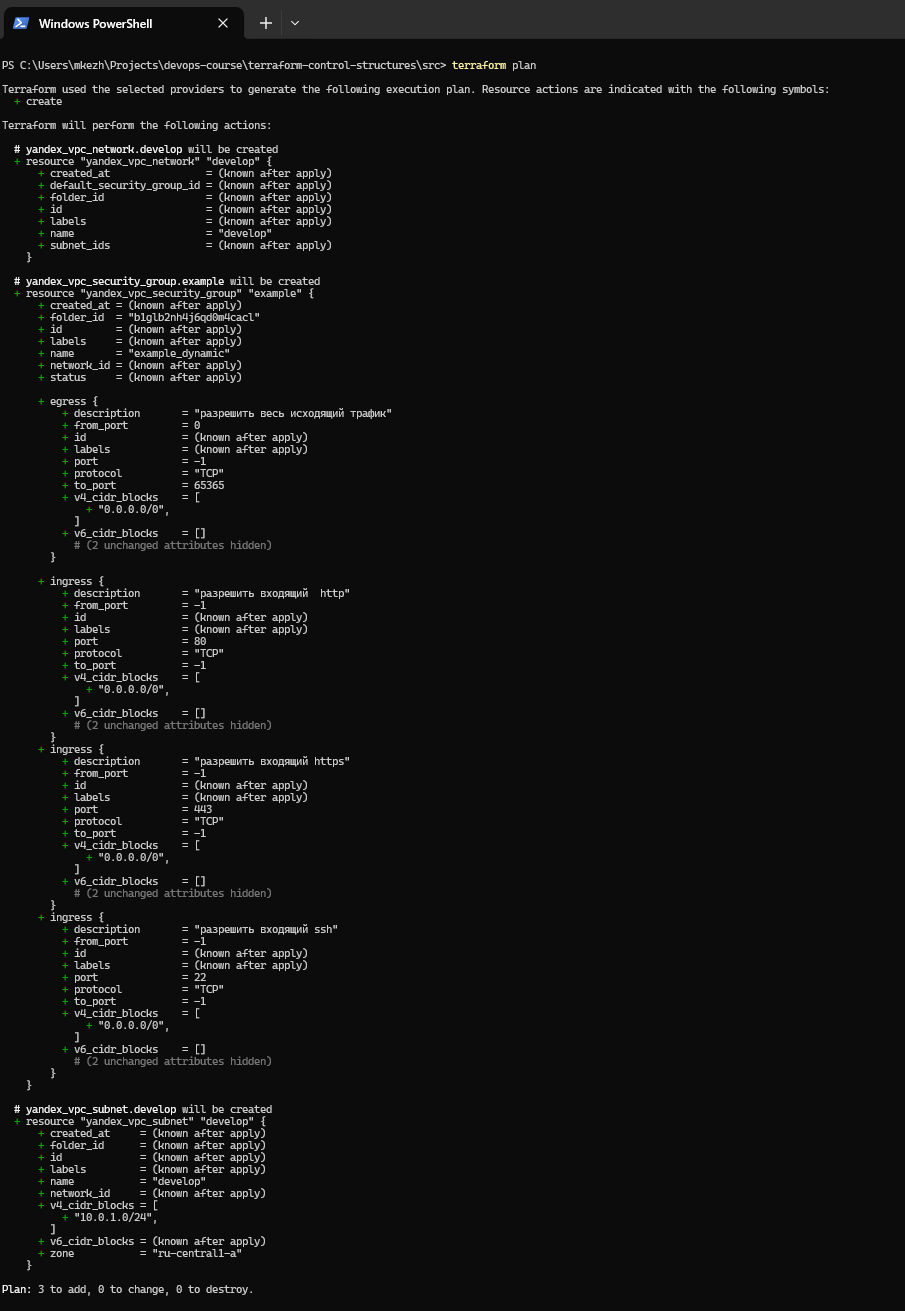 Windows PowerShell
PS C:\Users\mkezh\Projects\devops-course\terraform-control-structures\src> terraform plan
Terraform used the selected providers to generate the following execution plan. Resource actions are indicated with the following symbols:
  + create
Terraform will perform the following actions:
  # yandex_vpc_network.develop will be created
  + resource "yandex_vpc_network" "develop" {
      + created_at                = (known after apply)
      + default_security_group_id = (known after apply)
      + folder_id                 = (known after apply)
      + id                        = (known after apply)
      + labels                    = (known after apply)
      + name                      = "develop"
      + subnet_ids                = (known after apply)
    }
  # yandex_vpc_security_group.example will be created
  + resource "yandex_vpc_security_group" "example" {
      + created_at = (known after apply)
      + folder_id  = "b1glb2nh4j6qd0m4cacl"
      + id         = (known after apply)
      + labels     = (known after apply)
      + name       = "example_dynamic"
      + network_id = (known after apply)
      + status     = (known after apply)
      + egress {
          + description       = "разрешить весь исходящий трафик"
          + from_port         = 0
          + id                = (known after apply)
          + labels            = (known after apply)
          + port              = -1
          + protocol          = "TCP"
          + to_port           = 65365
          + v4_cidr_blocks    = [
              + "0.0.0.0/0",
            ]
          + v6_cidr_blocks    = []
            # (2 unchanged attributes hidden)
        }
      + ingress {
          + description       = "разрешить входящий  http"
          + from_port         = -1
          + id                = (known after apply)
          + labels            = (known after apply)
          + port              = 80
          + protocol          = "TCP"
          + to_port           = -1
          + v4_cidr_blocks    = [
              + "0.0.0.0/0",
            ]
          + v6_cidr_blocks    = []
            # (2 unchanged attributes hidden)
        }
      + ingress {
          + description       = "разрешить входящий https"
          + from_port         = -1
          + id                = (known after apply)
          + labels            = (known after apply)
          + port              = 443
          + protocol          = "TCP"
          + to_port           = -1
          + v4_cidr_blocks    = [
              + "0.0.0.0/0",
            ]
          + v6_cidr_blocks    = []
            # (2 unchanged attributes hidden)
        }
      + ingress {
          + description       = "разрешить входящий ssh"
          + from_port         = -1
          + id                = (known after apply)
          + labels            = (known after apply)
          + port              = 22
          + protocol          = "TCP"
          + to_port           = -1
          + v4_cidr_blocks    = [
              + "0.0.0.0/0",
            ]
          + v6_cidr_blocks    = []
            # (2 unchanged attributes hidden)
        }
    }
  # yandex_vpc_subnet.develop will be created
  + resource "yandex_vpc_subnet" "develop" {
      + created_at     = (known after apply)
      + folder_id      = (known after apply)
      + id             = (known after apply)
      + labels         = (known after apply)
      + name           = "develop"
      + network_id     = (known after apply)
      + v4_cidr_blocks = [
          + "10.0.1.0/24",
        ]
      + v6_cidr_blocks = (known after apply)
      + zone           = "ru-central1-a"
    }
Plan: 3 to add, 0 to change, 0 to destroy.